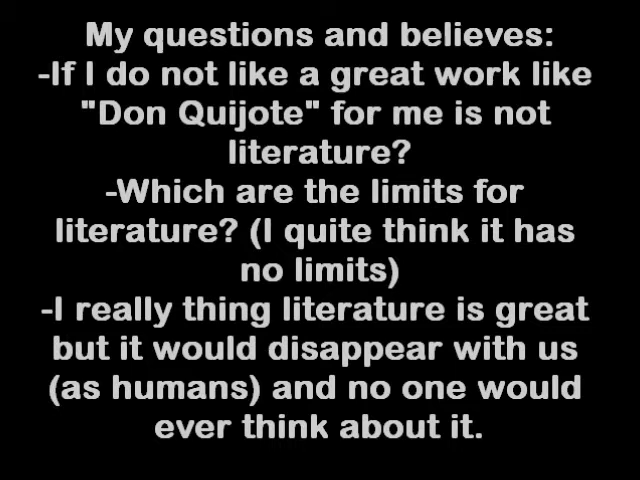 My questions and believes:
-If I do not like a great work like
"Don Quijote" for me is not
literature?
-Which are the limits for
literature? (I quite think it has
no limits)
-I really thing literature is great
but it would disappear with us
(as humans) and no one would
ever think about it.